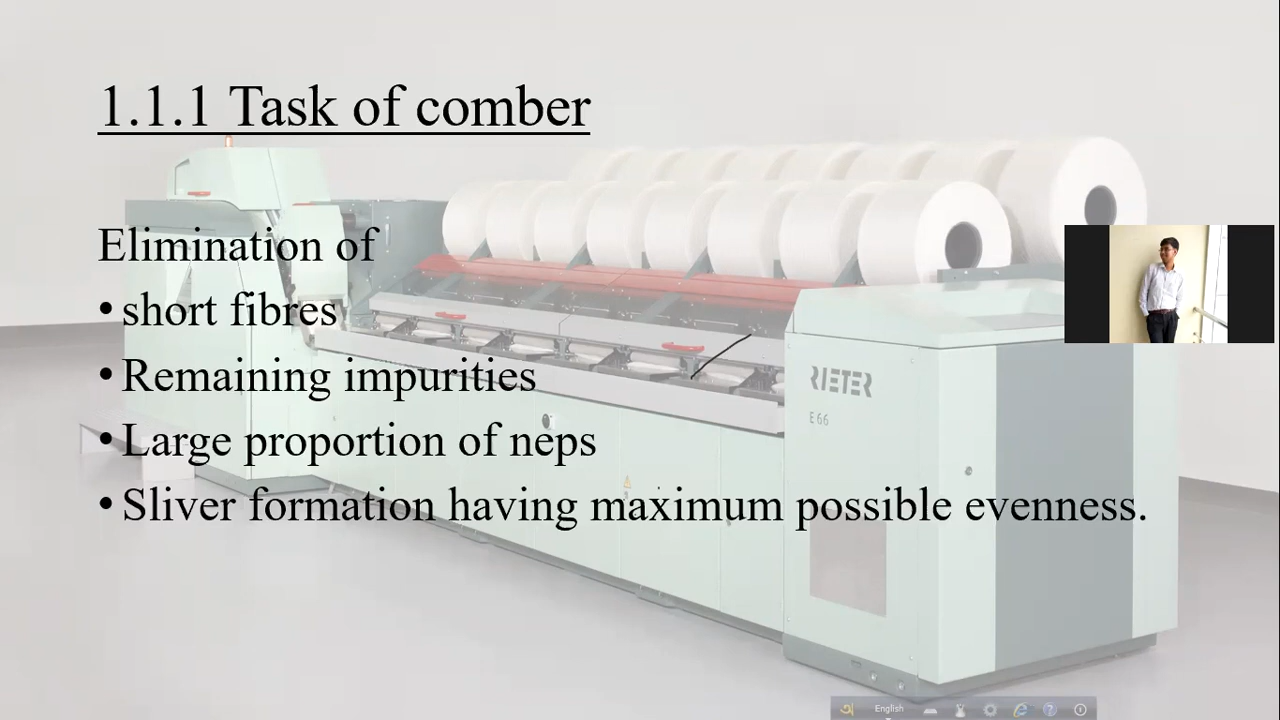 1.1.1 Task of comber
Elimination of
• short fibres
• Remaining impurities
• Large proportion of neps
• Sliver formation having maximum possible evenness.
RIETER
E 66
অ English